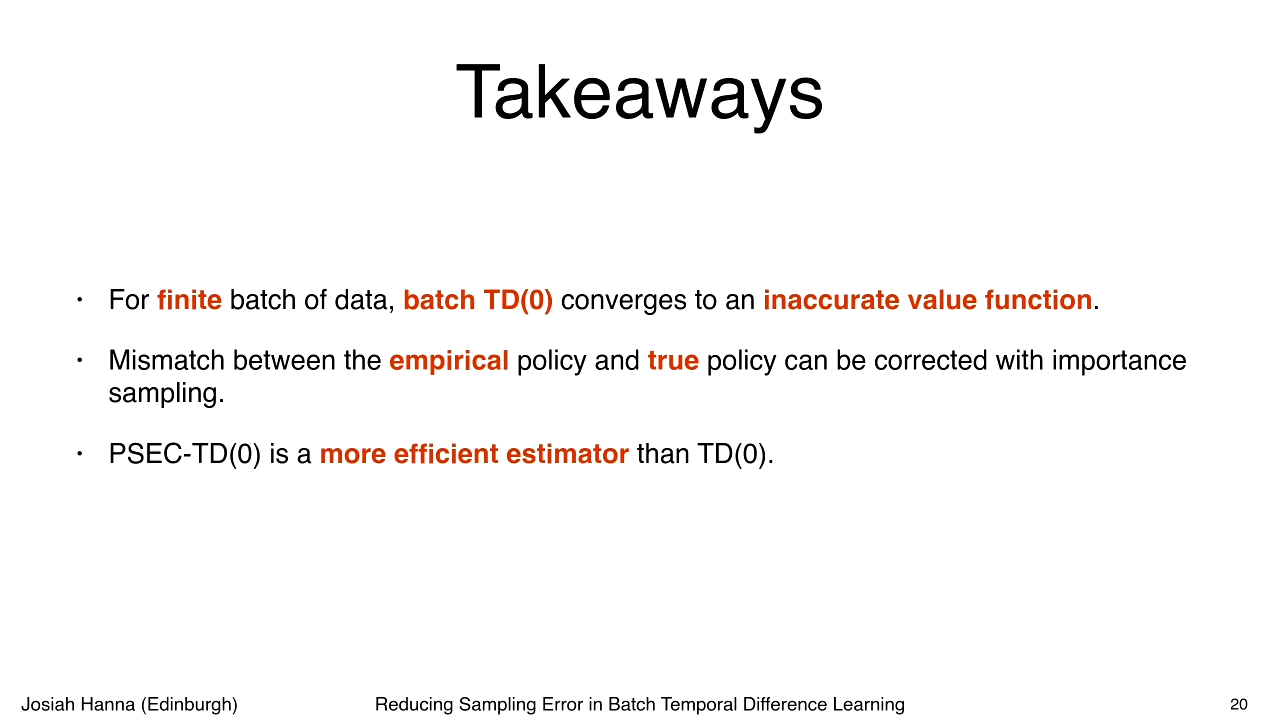 Takeaways
• For finite batch of data, batch TD(0) converges to an inaccurate value function.
• Mismatch between the empirical policy and true policy can be corrected with importance
sampling.
• PSEC-TD(0) is a more efficient estimator than TD(0).
Josiah Hanna (Edinburgh) Reducing Sampling Error in Batch Temporal Difference Learning 20